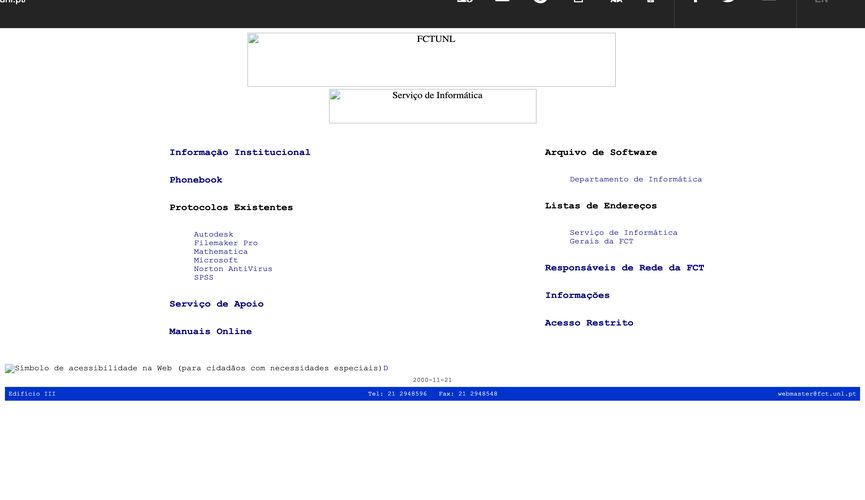 FCTUNL
Serviço de Informática
Informação Institucional
Phonebook
Protocolos Existentes
Autodesk
Filemaker Pro
Mathematica
Microsoft
Norton AntiVirus
SPSS
Serviço de Apoio
Manuais Online
Arquivo de Software
Departamento de Informática
Listas de Endereços
Serviço de Informática
Gerais da FCT
Responsáveis de Rede da FCT
Informações
Acesso Restrito
Símbolo de acessibilidade na Web (para cidadãos com necessidades especiais)D
2000-11-21
Edifício III Tel: 21 2948596 Fax: 21 2948548 webmaster@fct.unl.pt